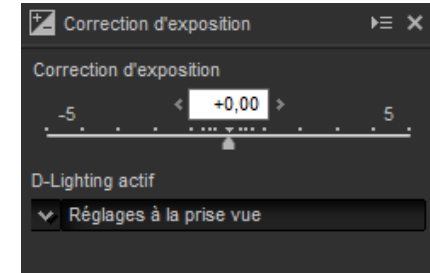 Correction d'exposition
Correction d'exposition
-5 +0,00 5
D-Lighting actif
Réglages à la prise vue